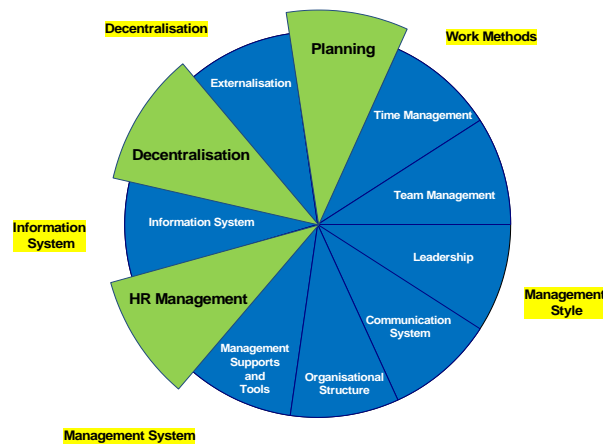 Decentralisation
Work Methods
Planning
Externalisation
Time Management
Decentralisation
Team Management
Information System
Information
System
Leadership
HR Management
Management
Style
Communication
System
Management
Supports
and
Tools
Organisational
Structure
Management System